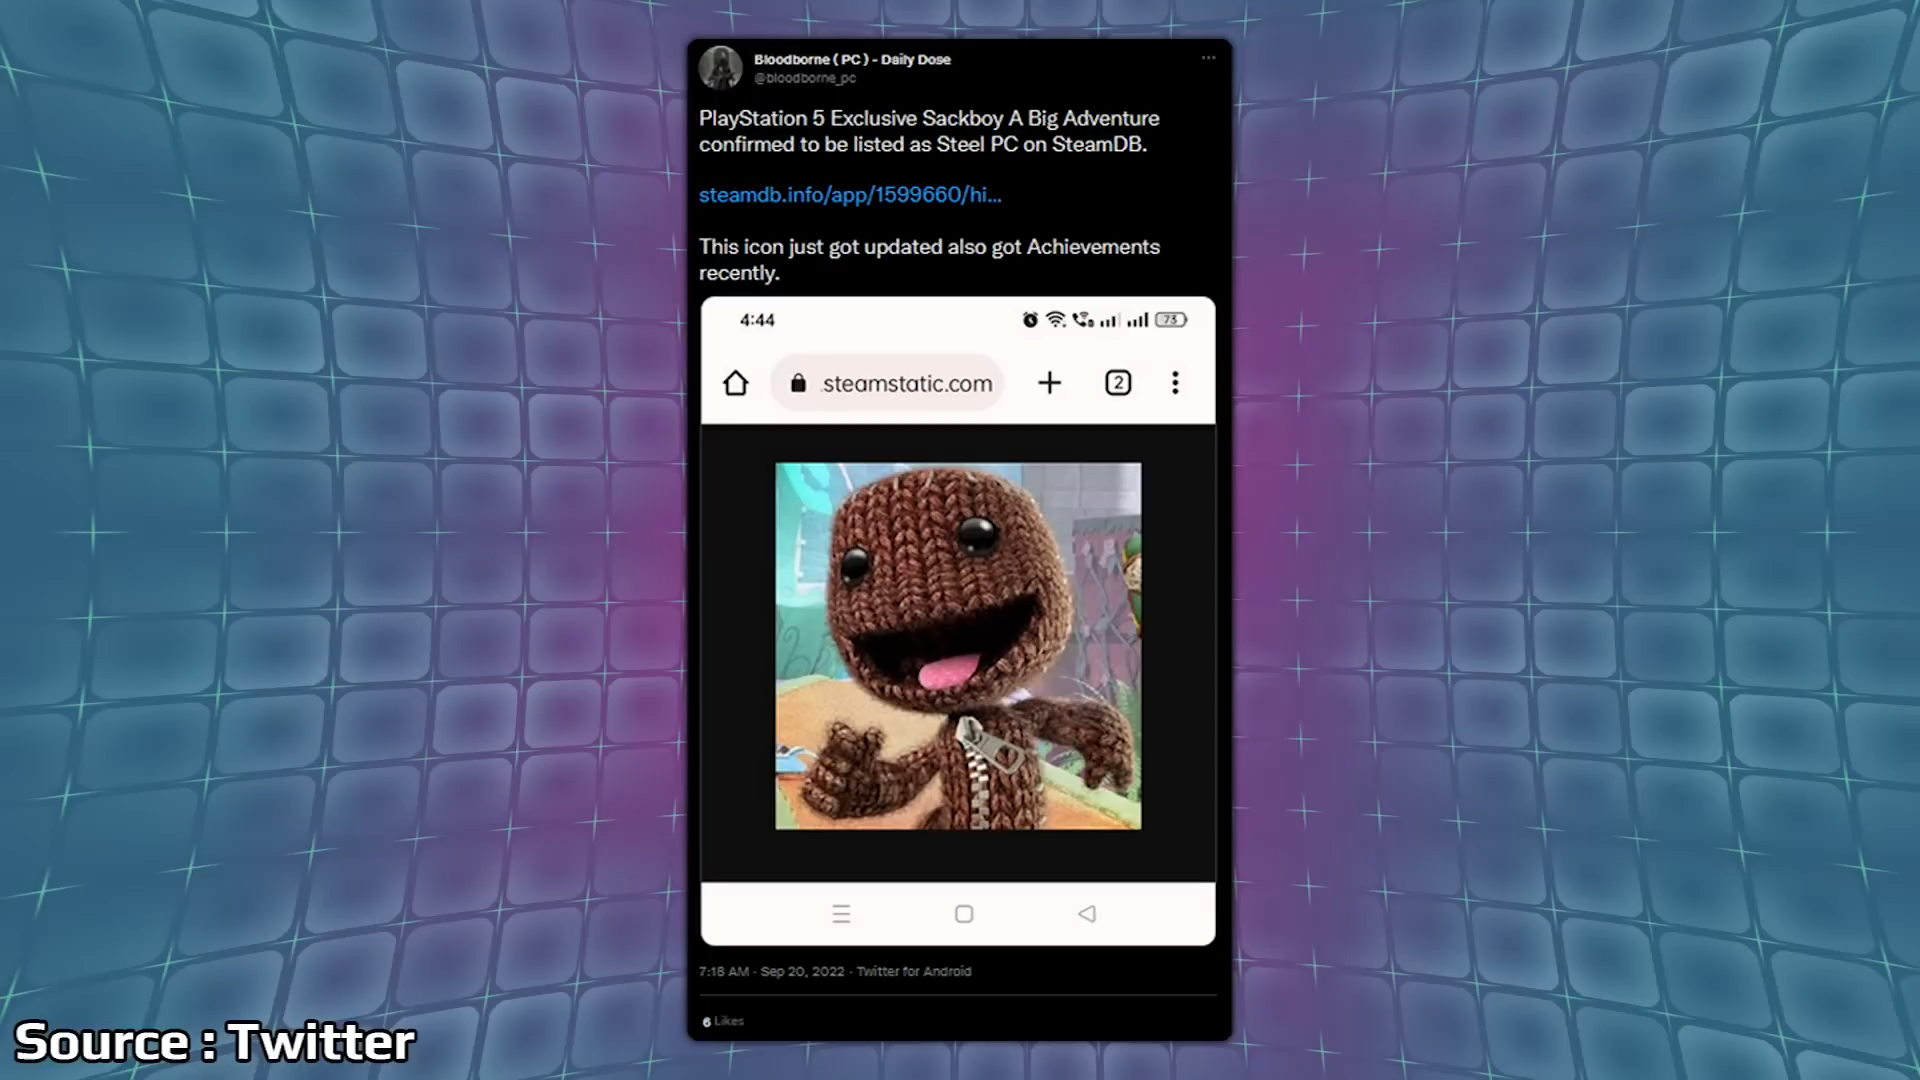 Bloodborne ( PC ) - Daily Dose
@bloodborne_pc
PlayStation 5 Exclusive Sackboy A Big Adventure
confirmed to be listed as Steel PC on SteamDB.
steamdb.info/app/1599660/hi...
This icon just got updated also got Achievements
recently.
4:44
73
.steamstatic.com
2
7:18 AM · Sep 20, 2022 · Twitter for Android
6 Likes
Source : Twitter